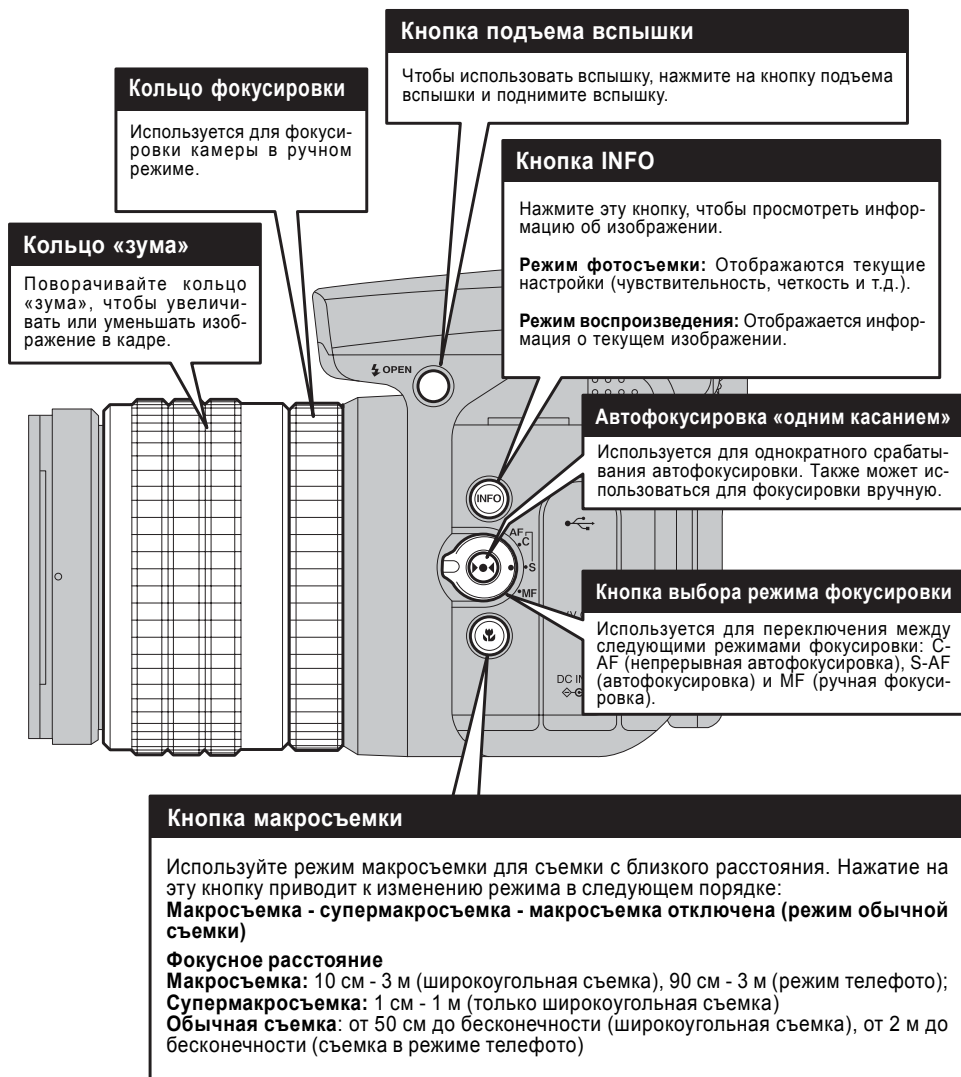 Кнопка подъема вспышки
Чтобы использовать вспышку, нажмите на кнопку подъема
вспышки и поднимите вспышку.
Кольцо фокусировки
Используется для фокуси-
ровки камеры в ручном
режиме.
Кнопка INFO
Нажмите эту кнопку, чтобы просмотреть инфор-
мацию об изображении.
Режим фотосъемки: Отображаются текущие
настройки (чувствительность, четкость и т.д.).
Режим воспроизведения: Отображается инфор-
мация о текущем изображении.
Кольцо «зума»
Поворачивайте кольцо
«зума», чтобы увеличи-
вать или уменьшать изоб-
ражение в кадре.
OPEN
Автофокусировка «одним касанием»
Используется для однократного срабаты-
вания автофокусировки. Также может ис-
пользоваться для фокусировки вручную.
INFO
AF
C
S
MF
Кнопка выбора режима фокусировки
Используется для переключения между
следующими режимами фокусировки: C-
AF (непрерывная автофокусировка), S-AF
(автофокусировка) и MF (ручная фокуси-
ровка).
DC IN
Кнопка макросъемки
Используйте режим макросъемки для съемки с близкого расстояния. Нажатие на
эту кнопку приводит к изменению режима в следующем порядке:
Макросъемка - супермакросъемка - макросъемка отключена (режим обычной
съемки)
Фокусное расстояние
Макросъемка: 10 см - 3 м (широкоугольная съемка), 90 см - 3 м (режим телефото);
Супермакросъемка: 1 см - 1 м (только широкоугольная съемка)
Обычная съемка: от 50 см до бесконечности (широкоугольная съемка), от 2 м до
бесконечности (съемка в режиме телефото)